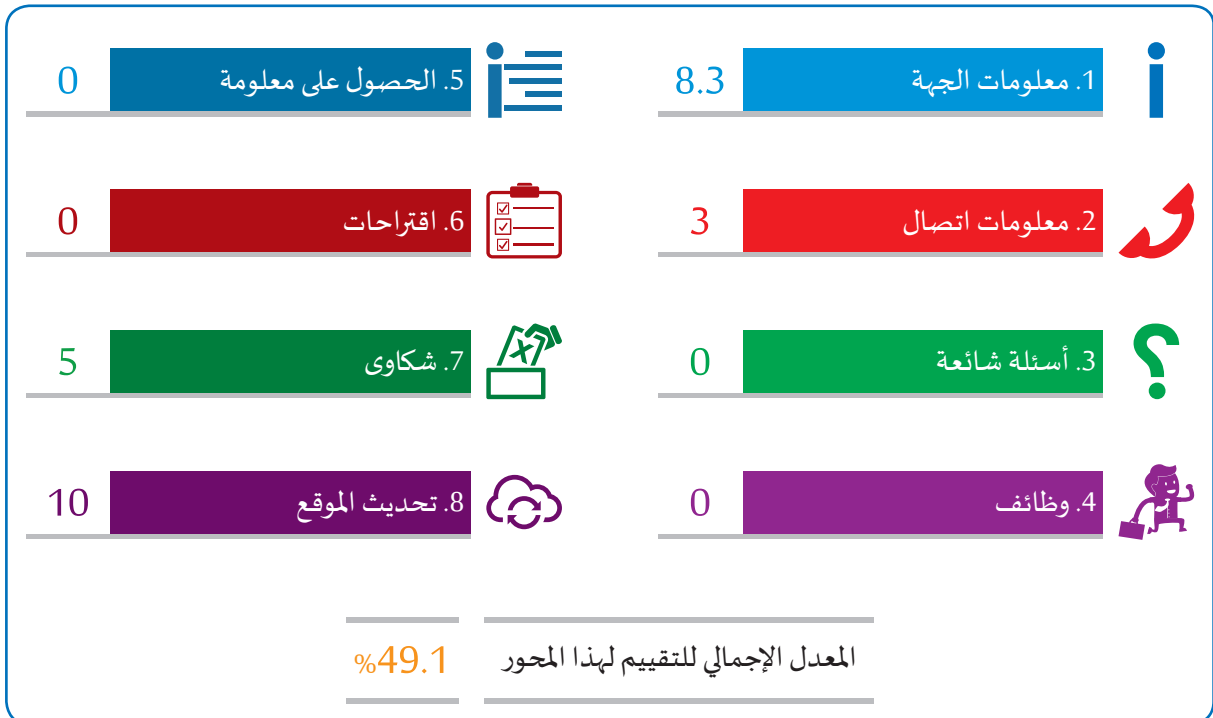 1. معلومات الجهة 8.3
2. معلومات اتصال 3
3. أسئلة شائعة 0
4. وظائف 0
5. الحصول على معلومة 0
6. اقتراحات 0
7. شكاوى 5
8. تحديث الموقع 10
المعدل الإجمالي للتقييم لهذا المحور %49.1